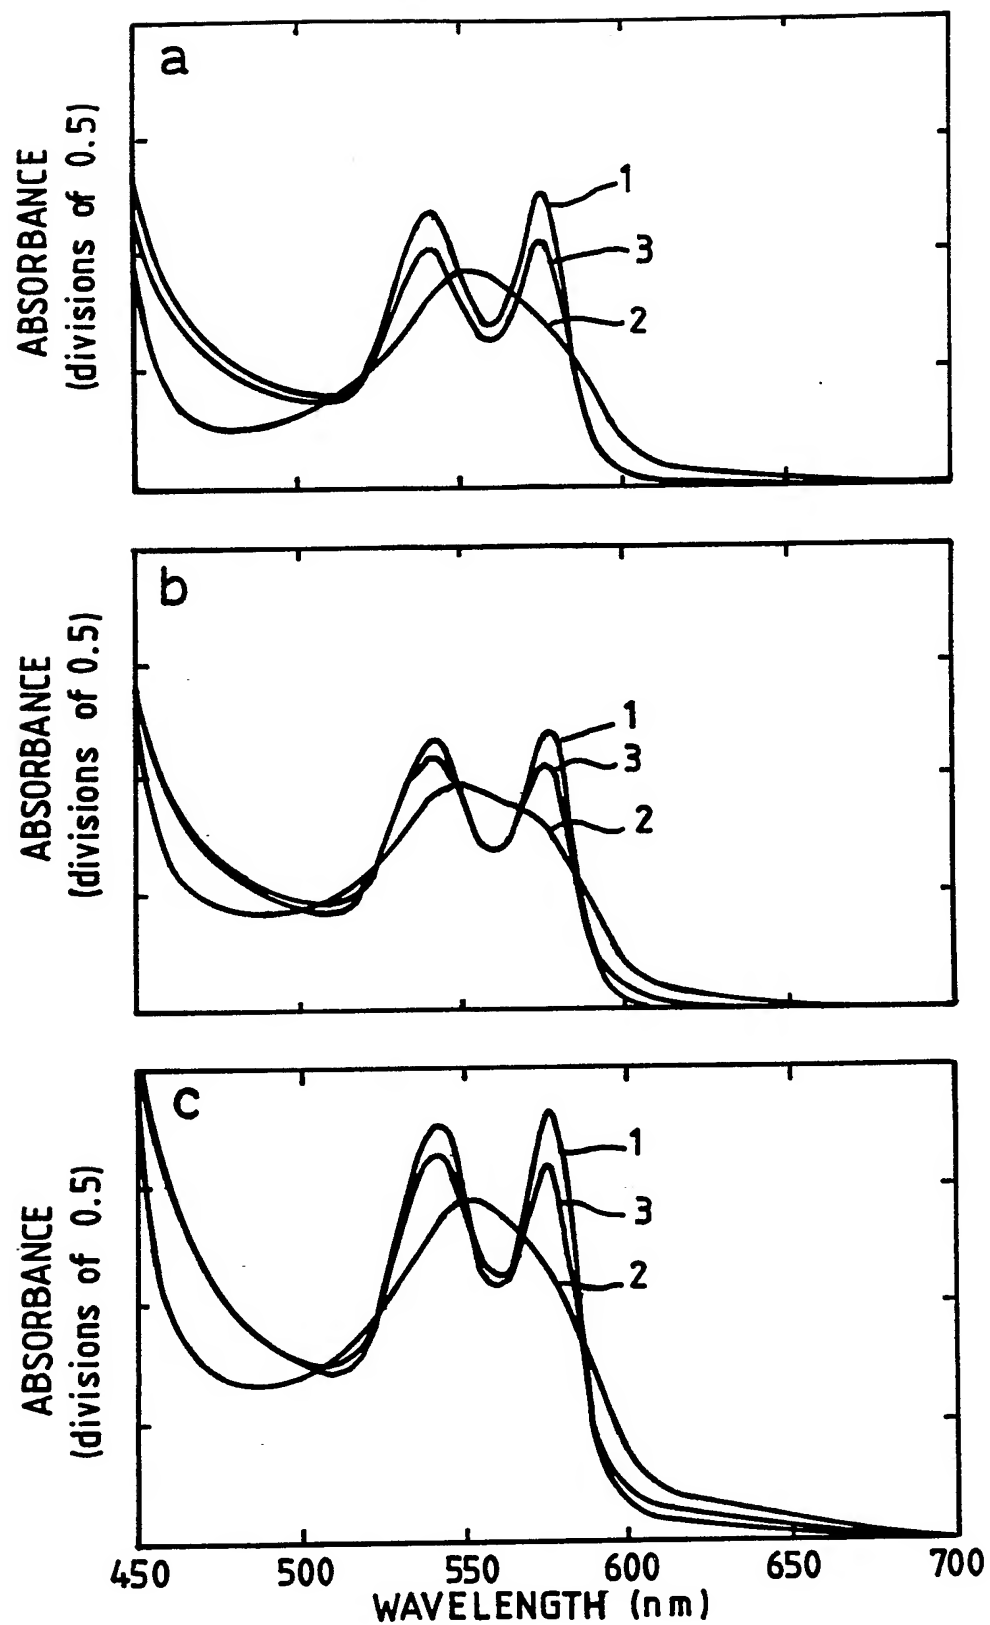 a
ABSORBANCE
(divisions of 0.5)
1
3
2
b
ABSORBANCE
(divisions of 0.5)
1
3
2
c
ABSORBANCE
(divisions of 0.5)
1
3
2
450 500 550 600 650 700
WAVELENGTH (nm)